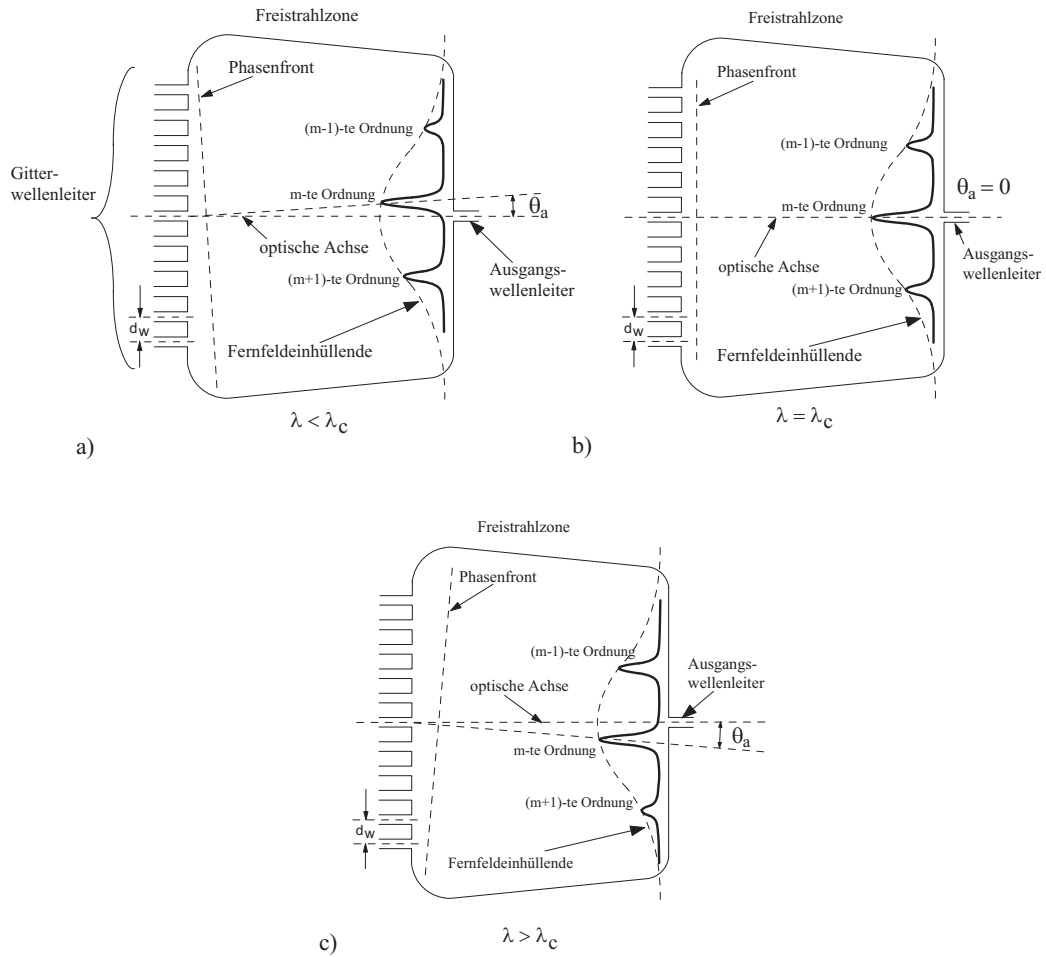 Freistrahlzone
Phasenfront
(m-1)-te Ordnung
Gitter-
wellenleiter
m-te Ordnung
θa
optische Achse
Ausgangs-
wellenleiter
(m+1)-te Ordnung
dw
Fernfeldeinhüllende
λ < λc
a)
Freistrahlzone
Phasenfront
(m-1)-te Ordnung
θa = 0
m-te Ordnung
optische Achse
Ausgangs-
wellenleiter
(m+1)-te Ordnung
dw
Fernfeldeinhüllende
λ = λc
b)
Freistrahlzone
Phasenfront
(m-1)-te Ordnung
Ausgangs-
wellenleiter
optische Achse
θa
m-te Ordnung
(m+1)-te Ordnung
dw
Fernfeldeinhüllende
c)
λ > λc